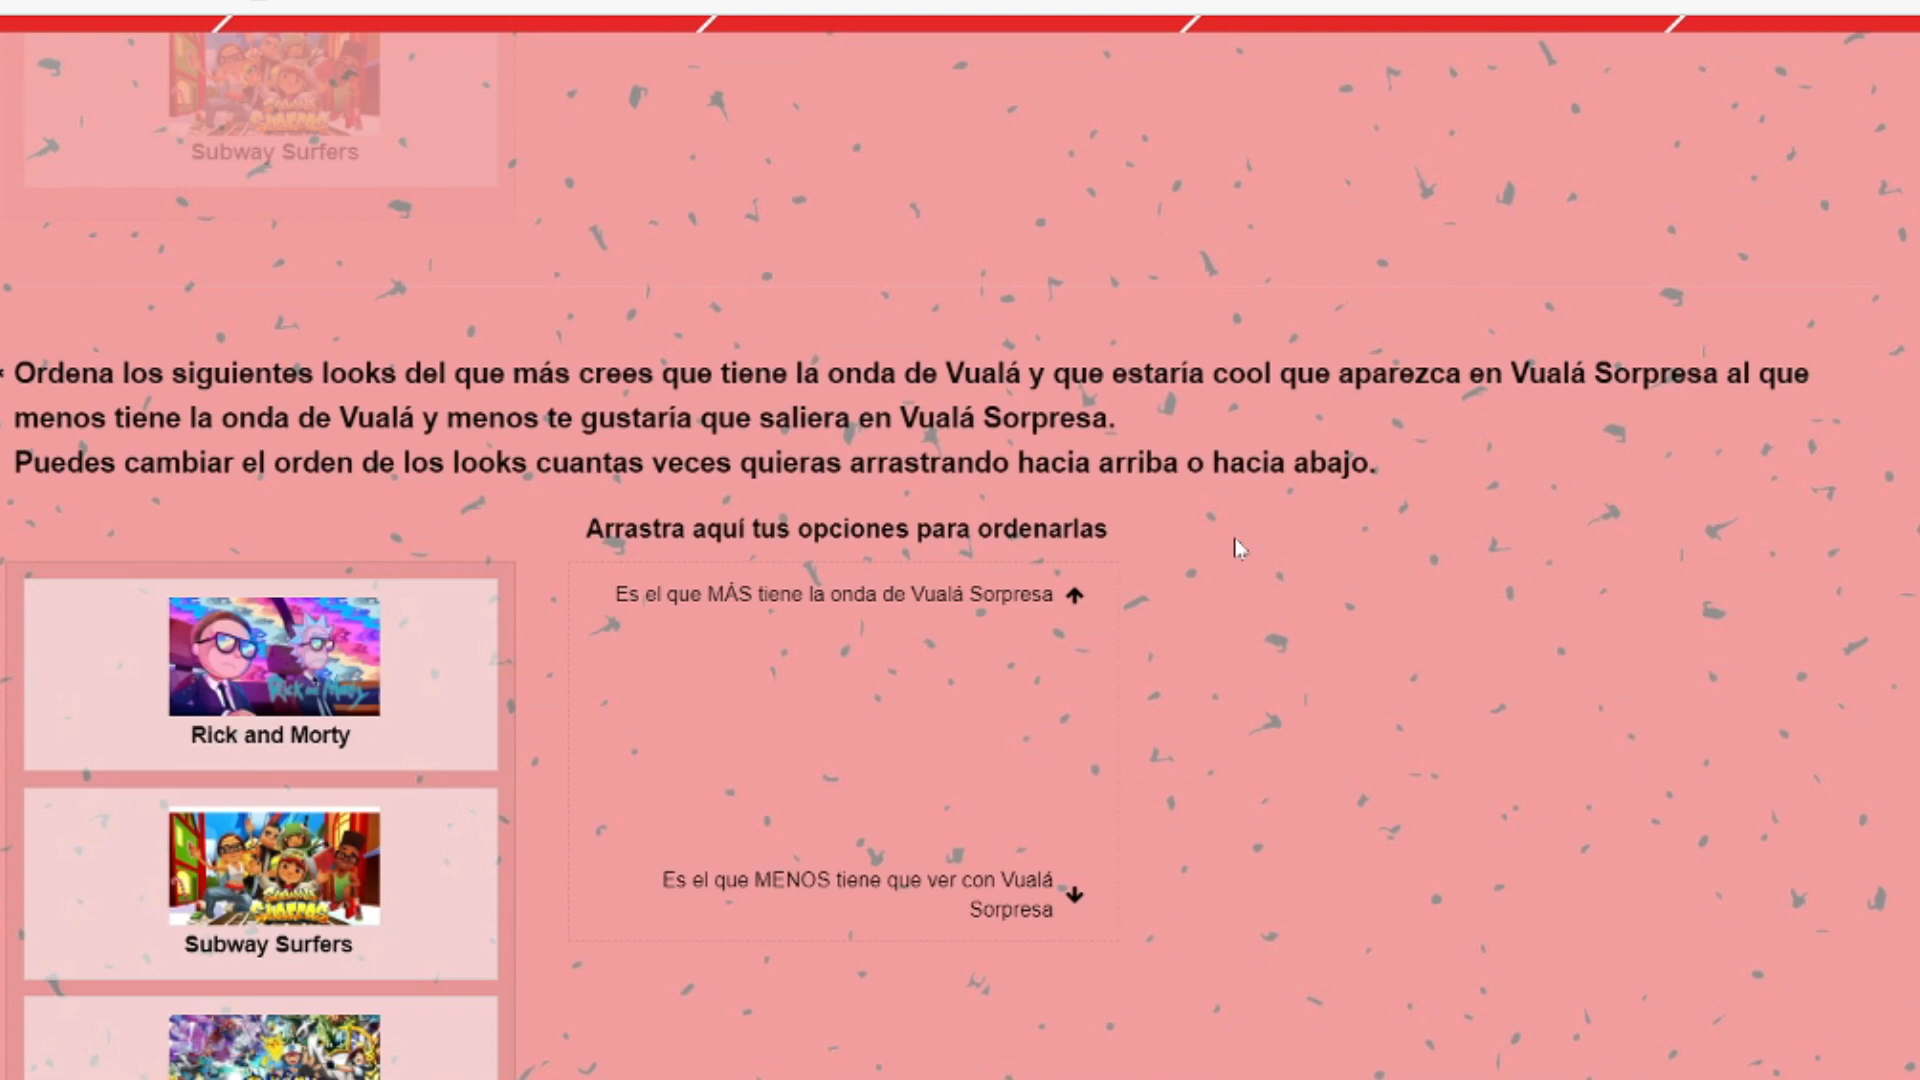 Subway Surfers
* Ordena los siguientes looks del que más crees que tiene la onda de Vualá y que estaría cool que aparezca en Vualá Sorpresa al que
menos tiene la onda de Vualá y menos te gustaría que saliera en Vualá Sorpresa.
Puedes cambiar el orden de los looks cuantas veces quieras arrastrando hacia arriba o hacia abajo.
Arrastra aquí tus opciones para ordenarlas
Es el que MÁS tiene la onda de Vualá Sorpresa
Rick and Morty
Rick and Morty
Es el que MENOS tiene que ver con Vualá
Sorpresa
Subway Surfers